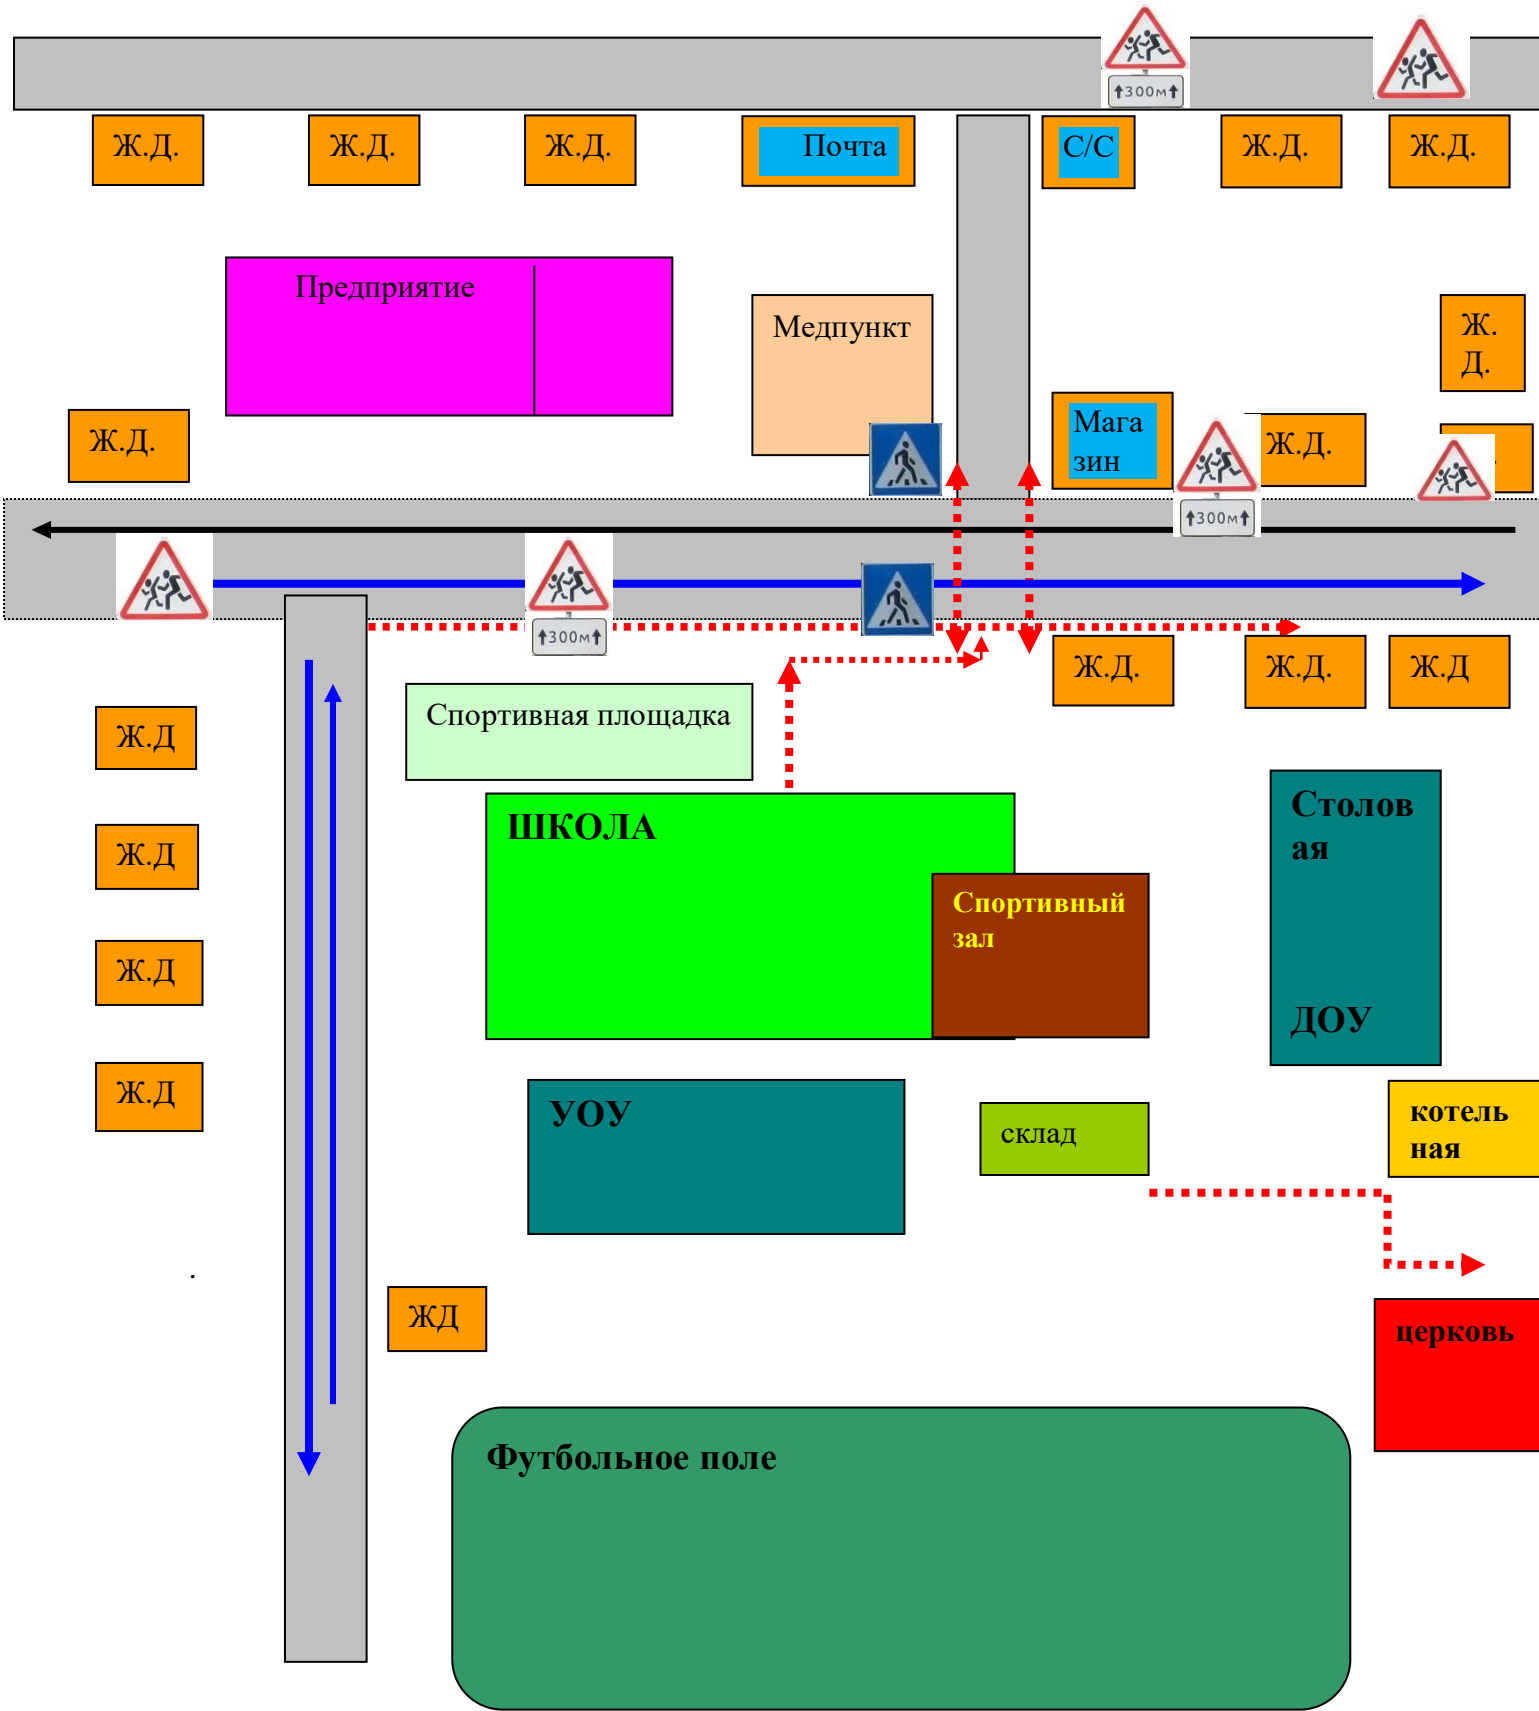 ↑300м↑
Ж.Д.
Ж.Д.
Ж.Д.
Почта
С/С
Ж.Д.
Ж.Д.
Предприятие
Медпункт
Ж.
Д.
Ж.Д.
Мага
зин
Ж.Д.
↑300м↑
↑300м↑
Ж.Д.
Ж.Д.
Ж.Д
Спортивная площадка
Ж.Д
ШКОЛА
Столов
ая
Ж.Д
Спортивный
зал
Ж.Д
ДОУ
Ж.Д
УОУ
склад
котель
ная
.
ЖД
церковь
Футбольное поле